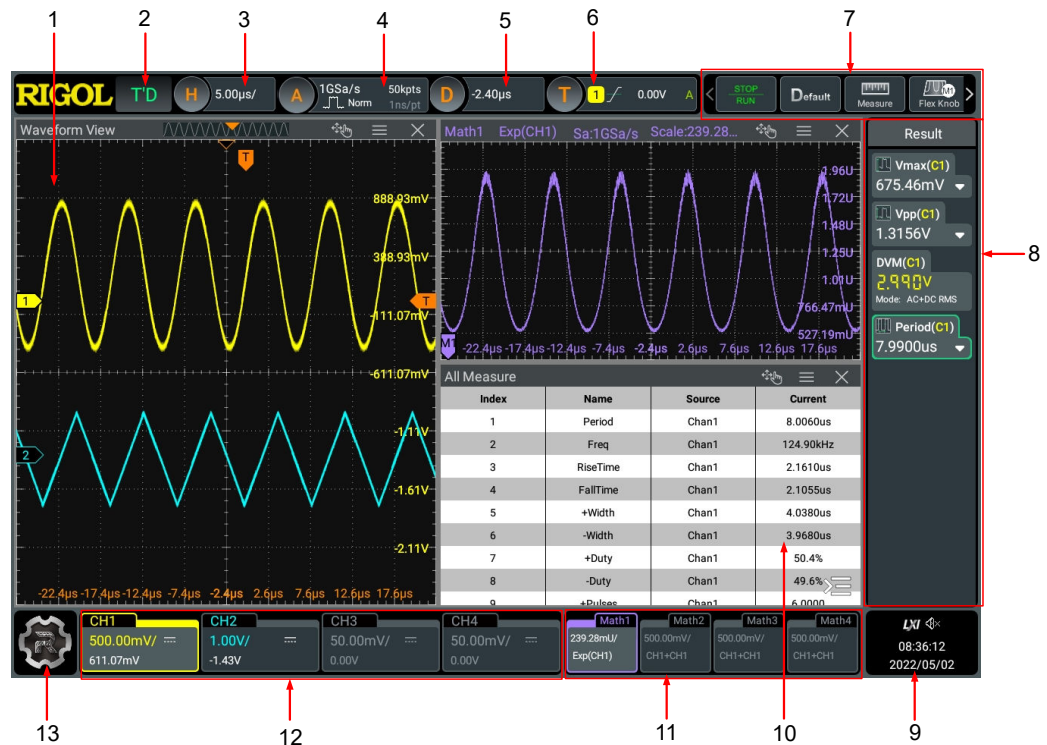 1 2 3 4 5 6 7
RIGOL T'D H 5.00µs/ A 1GSa/s 50kpts Norm 1ns/pt D -2.40µs T 1 0.00V A STOP RUN Default Measure M1 Flex Knob
Waveform View
T
888.93mV
388.93mV
1 T
-111.07mV
-611.07mV
-1.11V
2
-1.61V
-2.11V
-22.4µs -17.4µs -12.4µs -7.4µs -2.4µs 2.6µs 7.6µs 12.6µs 17.6µs
Math1 Exp(CH1) Sa:1GSa/s Scale:239.28...
1.96U
1.72U
1.48U
1.25U
1.01U
766.47mU
527.19mU
M1
-22.4µs -17.4µs -12.4µs -7.4µs -2.4µs 2.6µs 7.6µs 12.6µs 17.6µs
All Measure
Index Name Source Current
1 Period Chan1 8.0060us
2 Freq Chan1 124.90kHz
3 RiseTime Chan1 2.1610us
4 FallTime Chan1 2.1055us
5 +Width Chan1 4.0380us
6 -Width Chan1 3.9680us
7 +Duty Chan1 50.4%
8 -Duty Chan1 49.6%
9 +Pulses Chan1 6.0000
Result
Vmax(C1)
675.46mV
Vpp(C1)
1.3156V
DVM(C1)
2.990V
Mode: AC+DC RMS
Period(C1)
7.9900us
8
CH1
500.00mV/
611.07mV
CH2
1.00V/
-1.43V
CH3
50.00mV/
0.00V
CH4
50.00mV/
0.00V
Math1
239.28mU/
Exp(CH1)
Math2
500.00mV/
CH1+CH1
Math3
500.00mV/
CH1+CH1
Math4
500.00mV/
CH1+CH1
LXI
08:36:12
2022/05/02
13 12 11 10 9